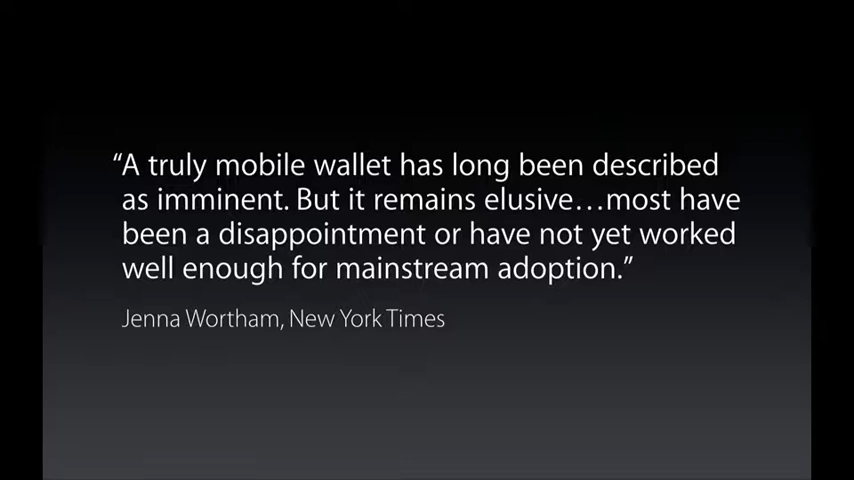 “A truly mobile wallet has long been described
as imminent. But it remains elusive…most have
been a disappointment or have not yet worked
well enough for mainstream adoption.”
Jenna Wortham, New York Times